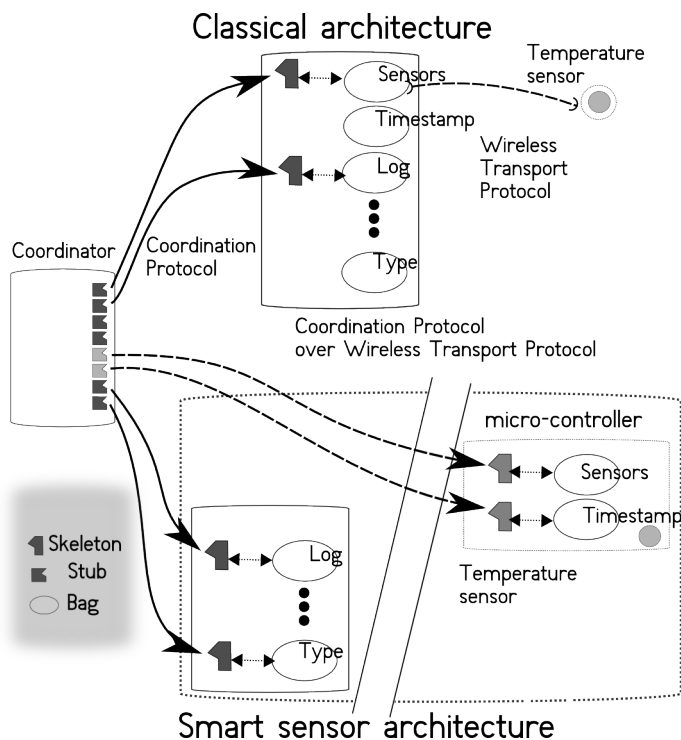 Classical architecture
Sensors
Temperature
sensor
Timestamp
Wireless
Transport
Protocol
Log
Type
Coordinator
Coordination
Protocol
Coordination Protocol
over Wireless Transport Protocol
micro-controller
Sensors
Timestamp
Temperature
sensor
Skeleton
Stub
Bag
Log
Type
Smart sensor architecture